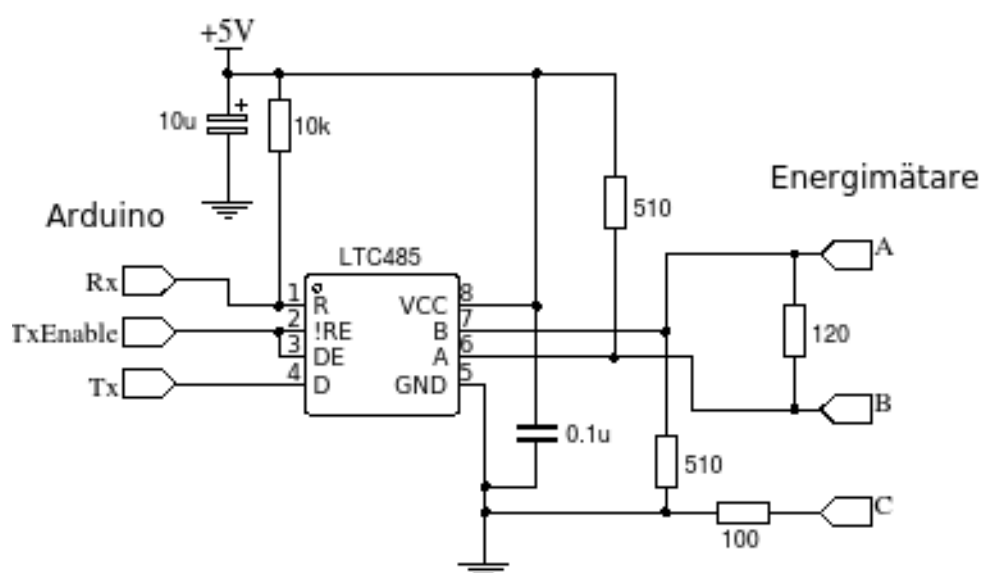 +5V
10u
+
10k
510
Energimätare
Arduino
LTC485
Rx
1
R
VCC
8
A
TxEnable
2
!RE
B
7
120
3
DE
A
6
Tx
4
D
GND
5
B
0.1u
510
C
100